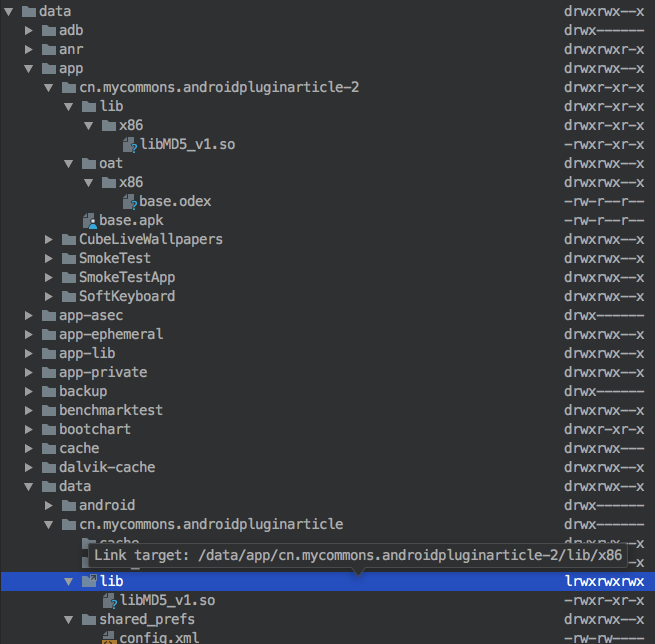 data drwxrwx--x
adb drwx------
anr drwxrwxr-x
app drwxrwx--x
cn.mycommons.androidpluginarticle-2 drwxr-xr-x
lib drwxr-xr-x
x86 drwxr-xr-x
libMD5_v1.so -rwxr-xr-x
oat drwxrwx--x
x86 drwxrwx--x
base.odex -rw-r--r--
base.apk -rw-r--r--
CubeLiveWallpapers drwxrwx--x
SmokeTest drwxrwx--x
SmokeTestApp drwxrwx--x
SoftKeyboard drwxrwx--x
app-asec drwx------
app-ephemeral drwxrwx--x
app-lib drwxrwx--x
app-private drwxrwx--x
backup drwx------
benchmarktest drwxrwx--x
bootchart drwxr-xr-x
cache drwxrwx---
dalvik-cache drwxrwx--x
data drwxrwx--x
android drwx------
cn.mycommons.androidpluginarticle drwx------
cache drwxrwx--x
Link target: /data/app/cn.mycommons.androidpluginarticle-2/lib/x86
lib lrwxrwxrwx
libMD5_v1.so -rwxr-xr-x
shared_prefs drwxrwx--x
config.xml -rw-rw----